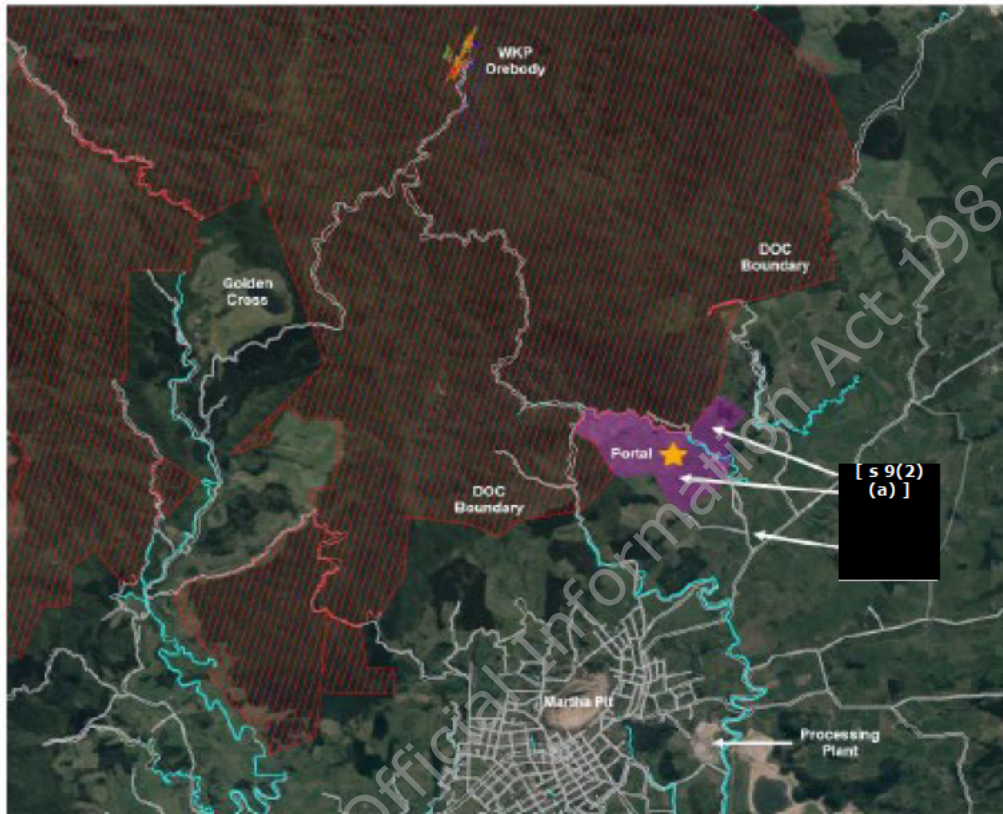 WKP
Orebody
DOC
Boundary
Golden
Cross
Portal
[ s 9(2)
(a) ]
DOC
Boundary
Martha Pit
Processing
Plant
Official Information Act 1982